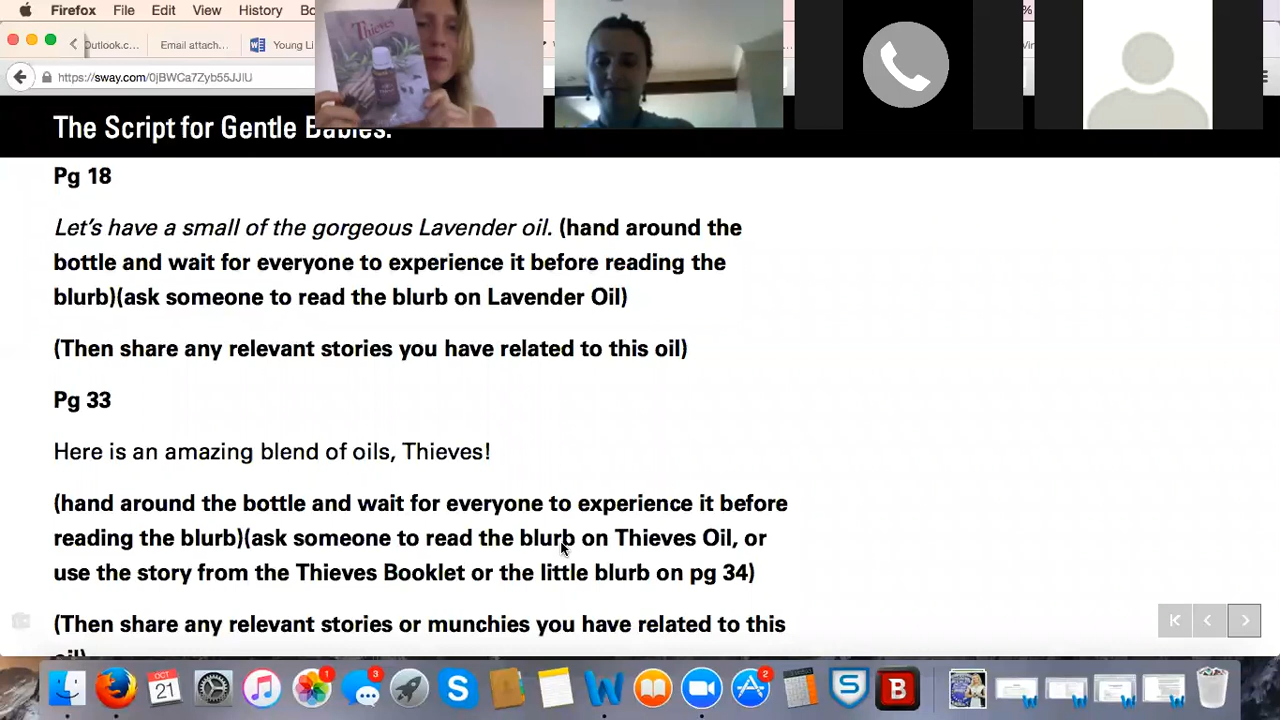 Firefox File Edit View History Boo %
Outlook.c... Email attach... Young Li
https://sway.com/0jBWCa7Zyb55JJIU
Thieves
The Script for Gentle Babies.
Pg 18
Let's have a small of the gorgeous Lavender oil. (hand around the
bottle and wait for everyone to experience it before reading the
blurb)(ask someone to read the blurb on Lavender Oil)
(Then share any relevant stories you have related to this oil)
Pg 33
Here is an amazing blend of oils, Thieves!
(hand around the bottle and wait for everyone to experience it before
reading the blurb)(ask someone to read the blurb on Thieves Oil, or
use the story from the Thieves Booklet or the little blurb on pg 34)
(Then share any relevant stories or munchies you have related to this
oil)
OCT
21
1
3
2